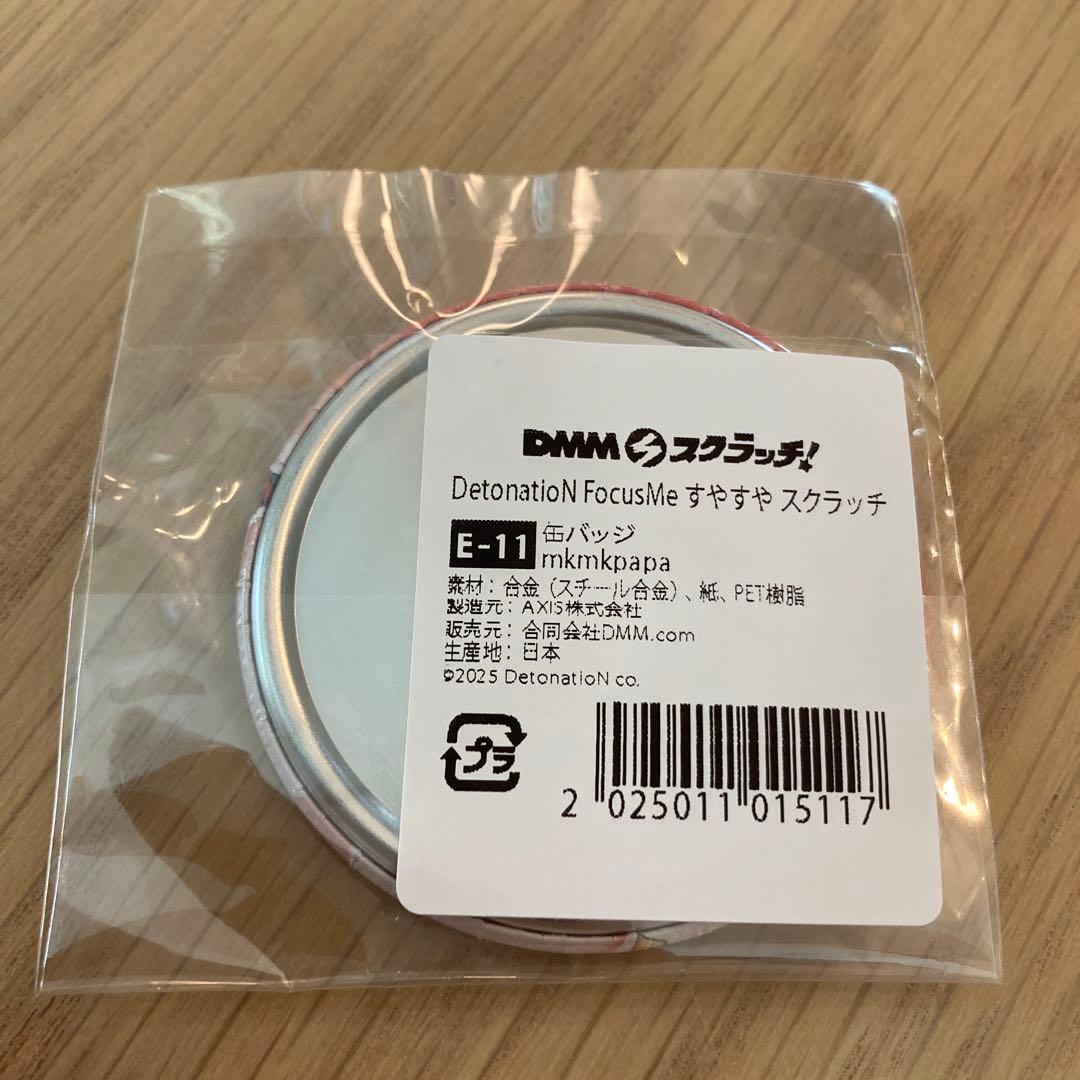 DMM スクラッチ!
DetonatioN FocusMe すやすや スクラッチ
E-11 缶バッジ
mkmkpapa
素材：合金（スチール合金）、紙、PET樹脂
製造元：AXIS株式会社
販売元：合同会社DMM.com
生産地：日本
©2025 DetonatioN co.
プラ
2 025011 015117